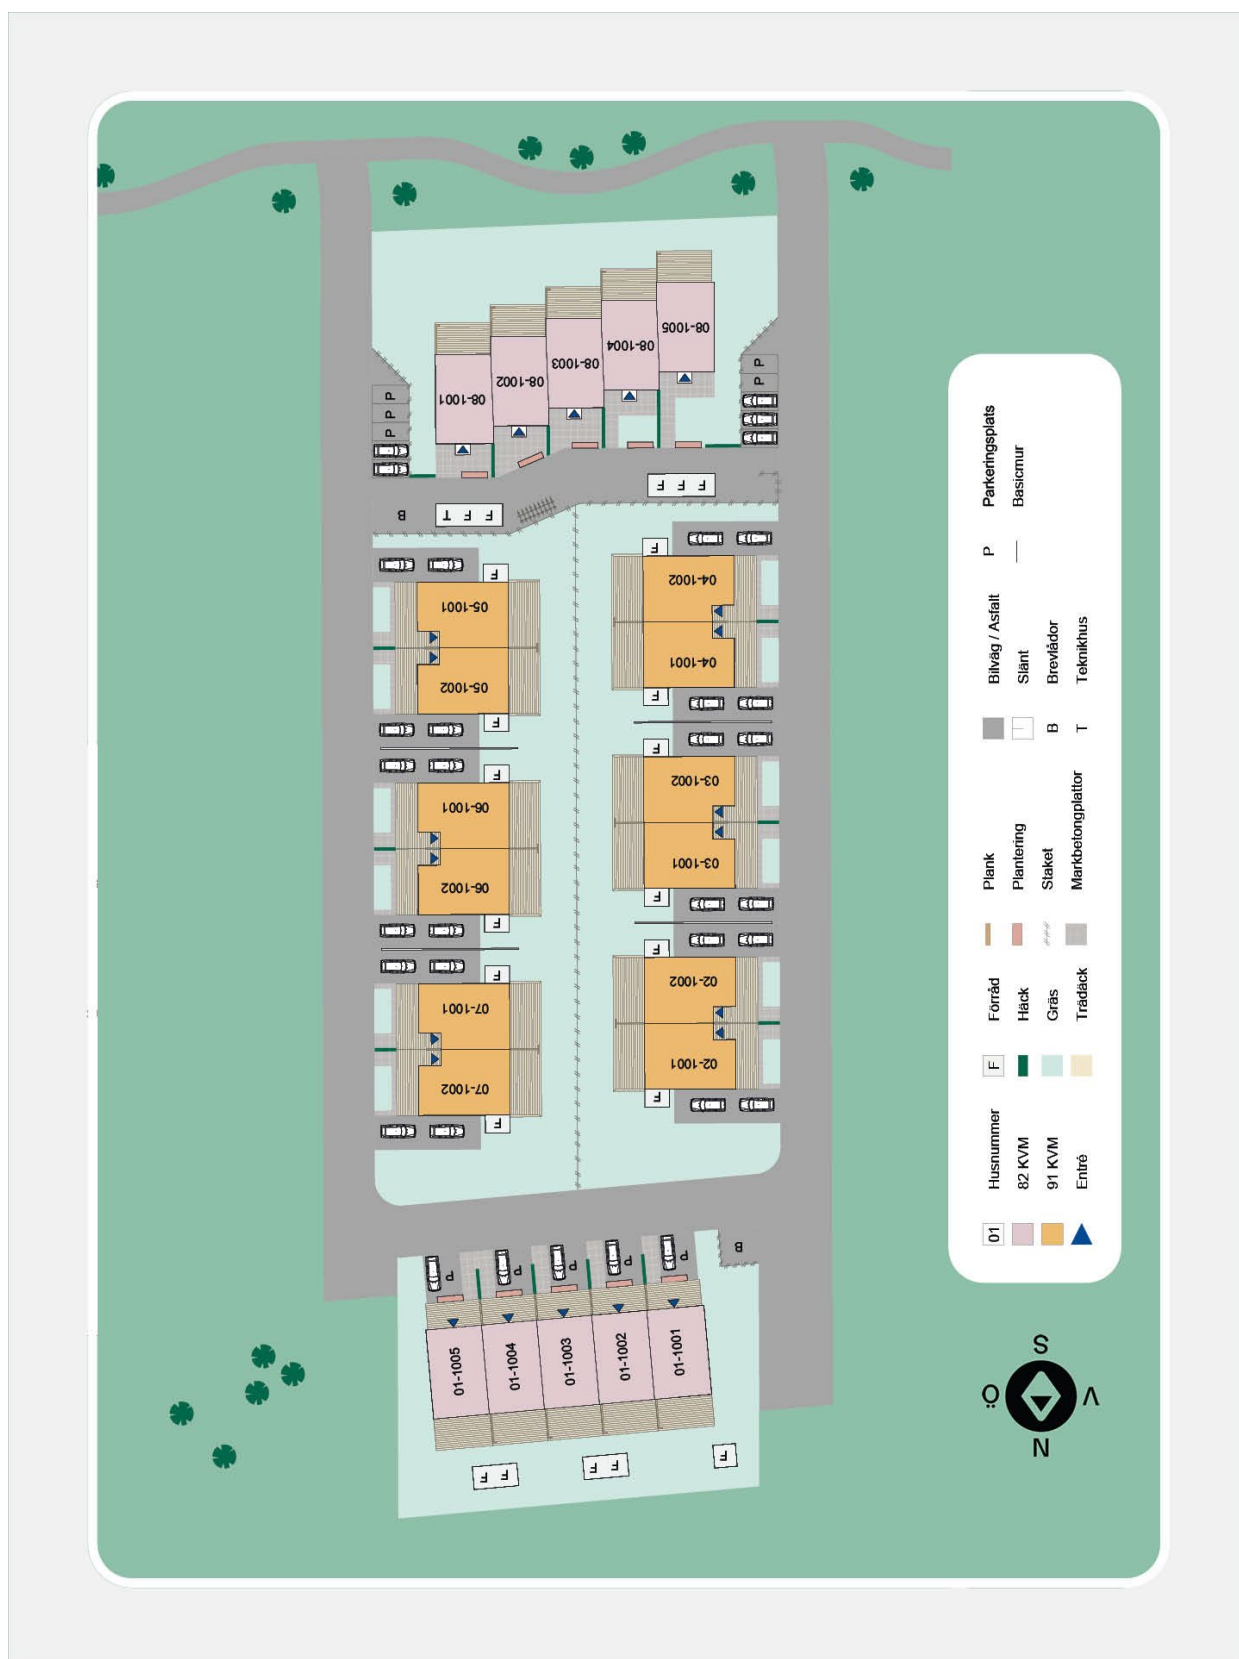 08-1005
08-1004
08-1003
08-1002
08-1001
P
P
P
P
P
B
T
F
F
F
F
F
F
F
F
05-1001
05-1002
F
F
06-1001
06-1002
F
F
07-1001
07-1002
F
F
04-1002
04-1001
F
F
03-1002
03-1001
F
F
02-1002
02-1001
F
B
P
P
P
P
P
01-1005
01-1004
01-1003
01-1002
01-1001
F
F
F
F
F
01 Husnummer
82 KVM
91 KVM
Entré
F Förråd
Häck
Gräs
Trädäck
Plank
Plantering
Staket
Markbetongplattor
Bilväg / Asfalt
Slänt
B Brevlådor
T Teknikhus
P Parkeringsplats
Basicmur
N
Ö
S
V